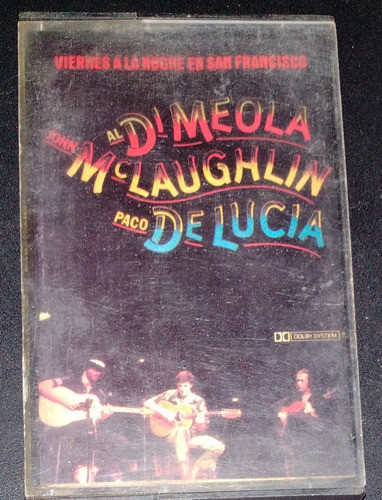 VIERNES A LA NOCHE EN SAN FRANCISCO
AL DI MEOLA
JOHN McLAUGHLIN
PACO DE LUCIA
DOLBY SYSTEM